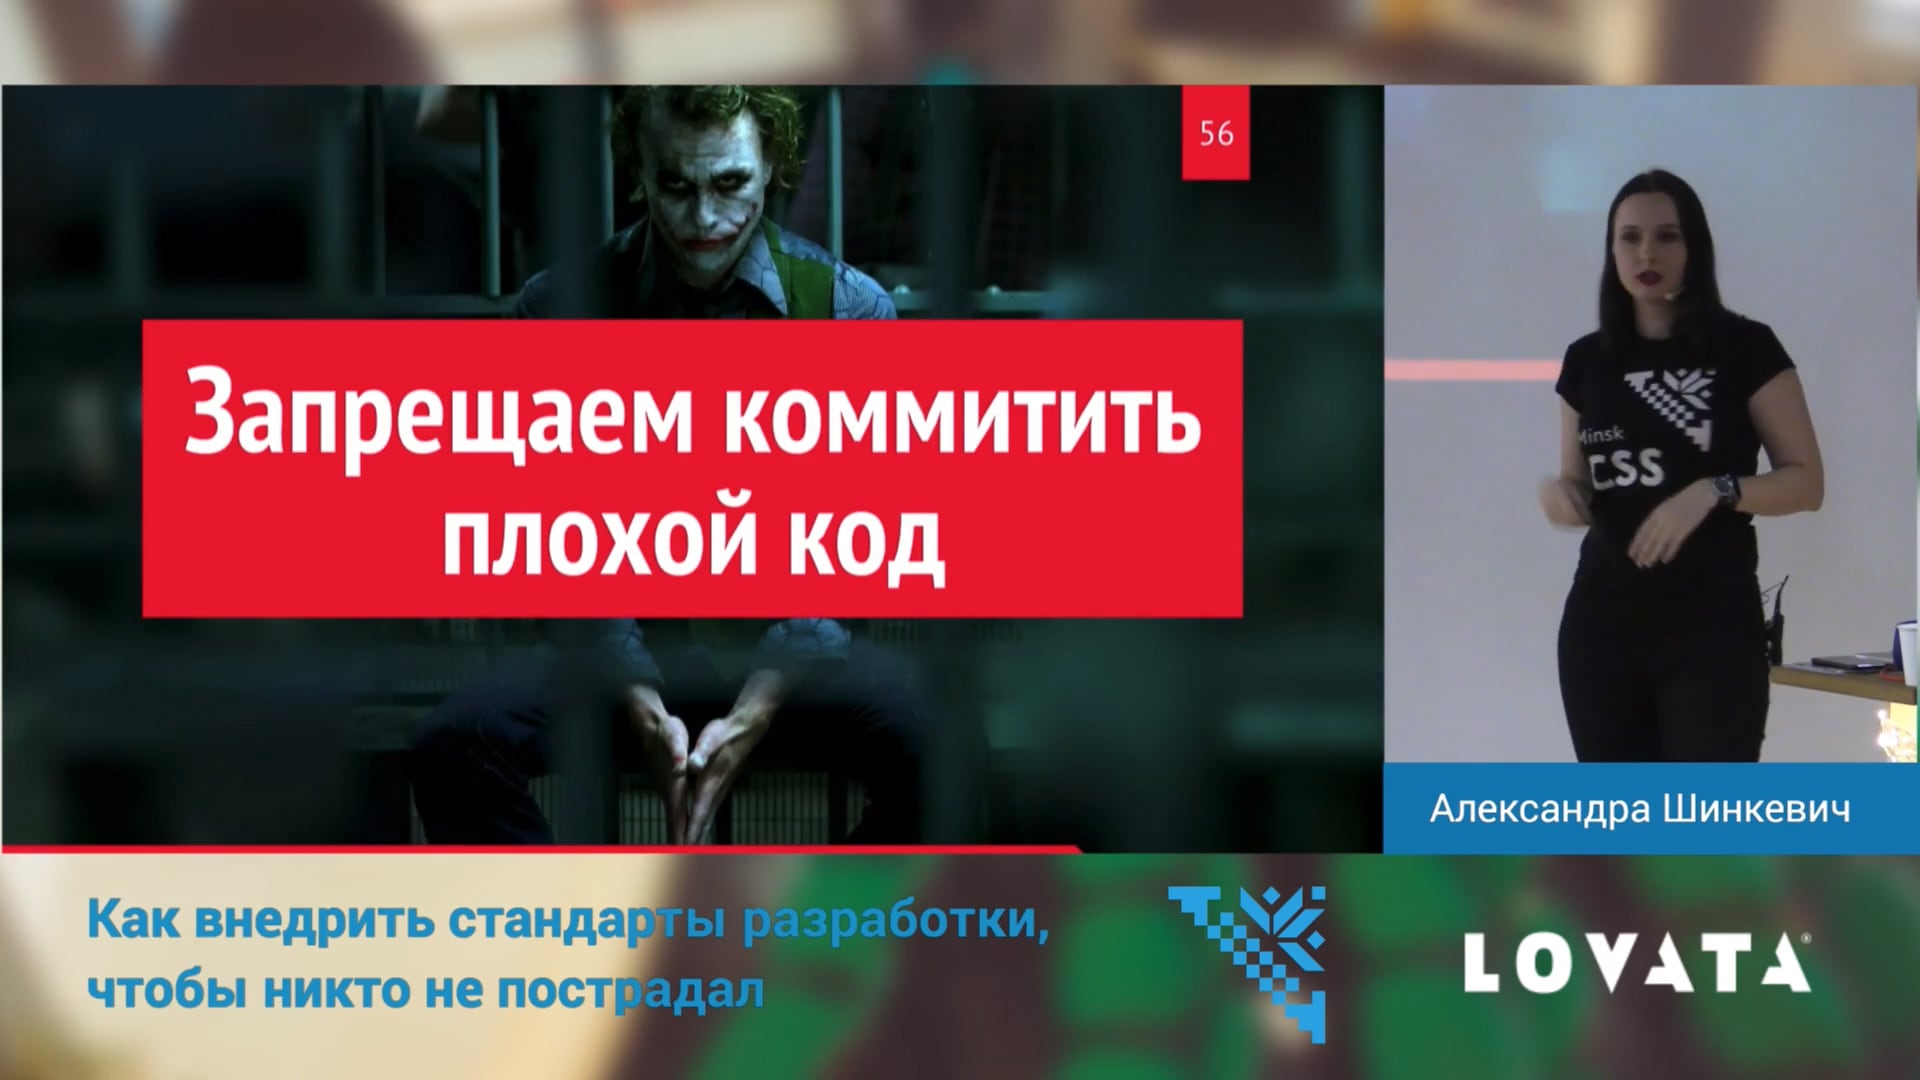 56
Запрещаем коммитить
плохой код
Minsk
CSS
Александра Шинкевич
Как внедрить стандарты разработки,
чтобы никто не пострадал
LOVATA®